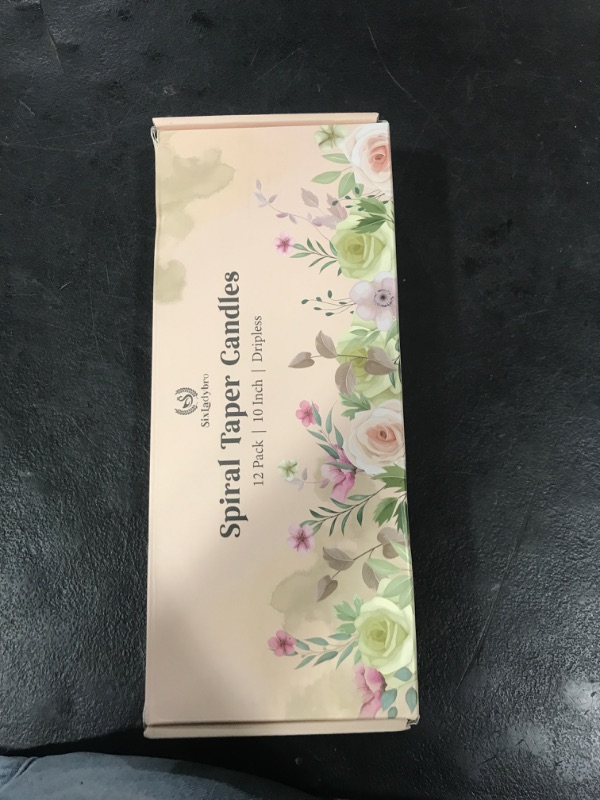 SixLadybro
Spiral Taper Candles
12 Pack | 10 Inch | Dripless